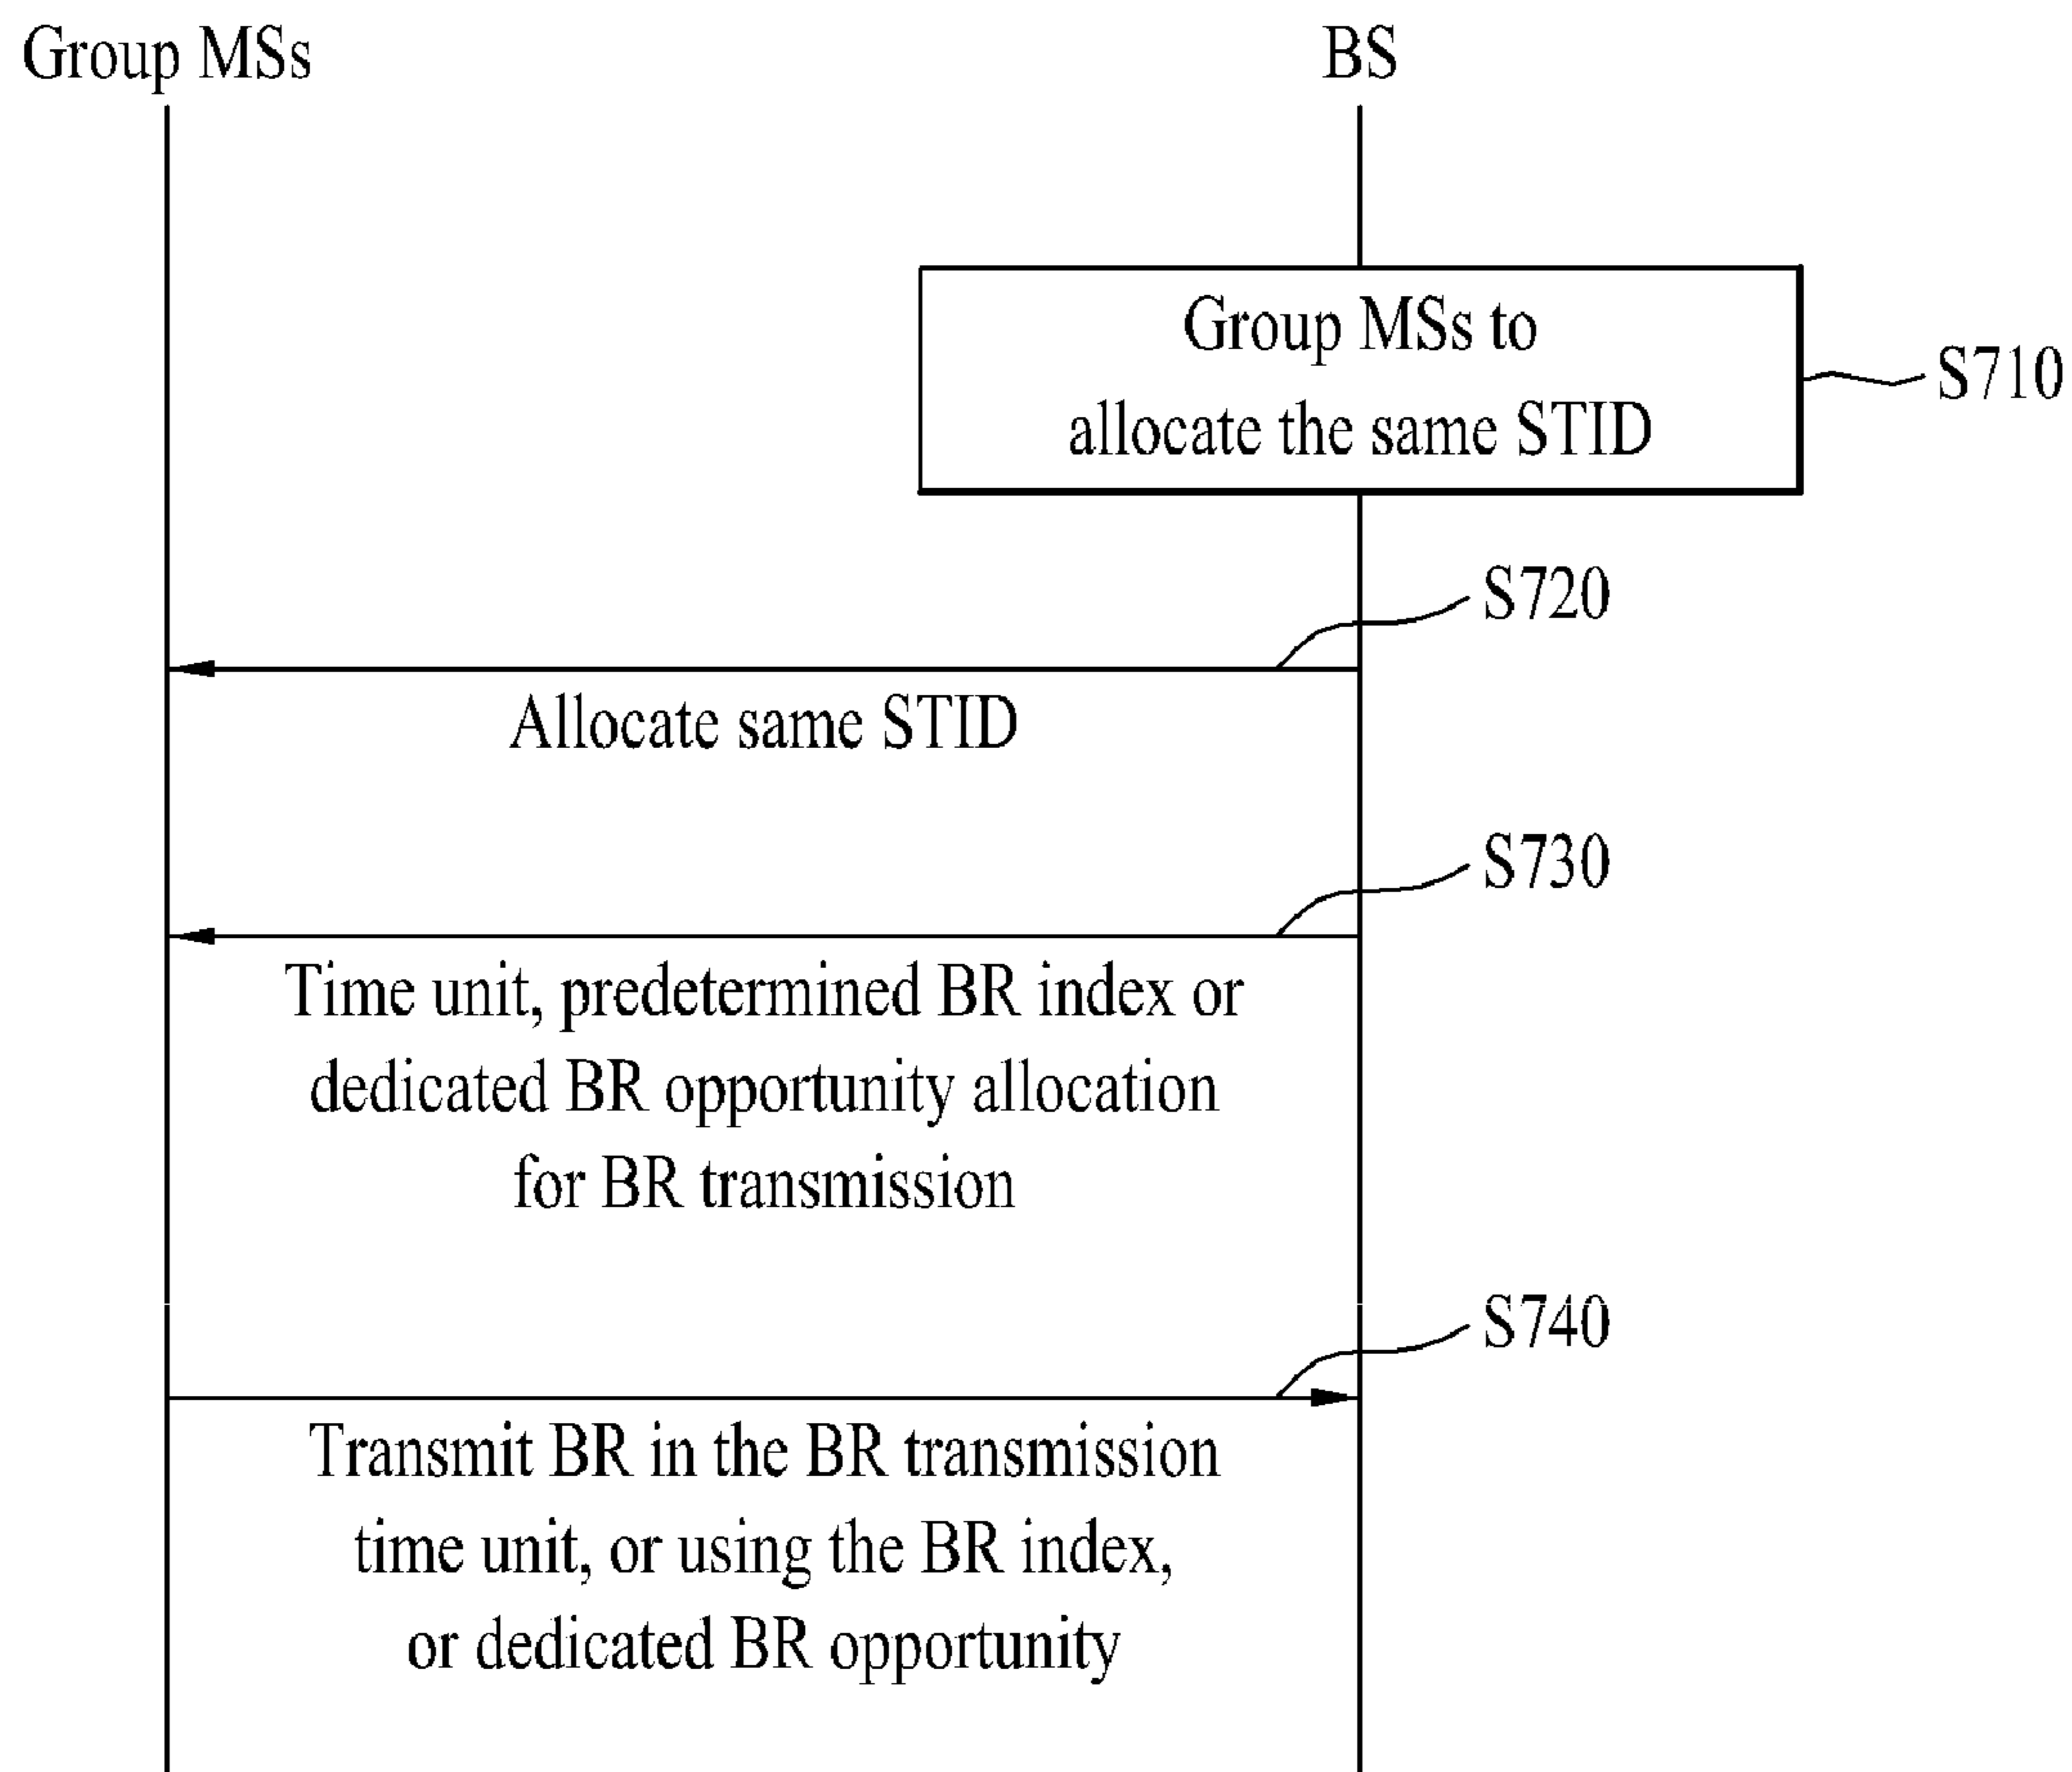 Group MSs
BS
Group MSs to
allocate the same STID
S710
S720
Allocate same STID
S730
Time unit, predetermined BR index or
dedicated BR opportunity allocation
for BR transmission
S740
Transmit BR in the BR transmission
time unit, or using the BR index,
or dedicated BR opportunity